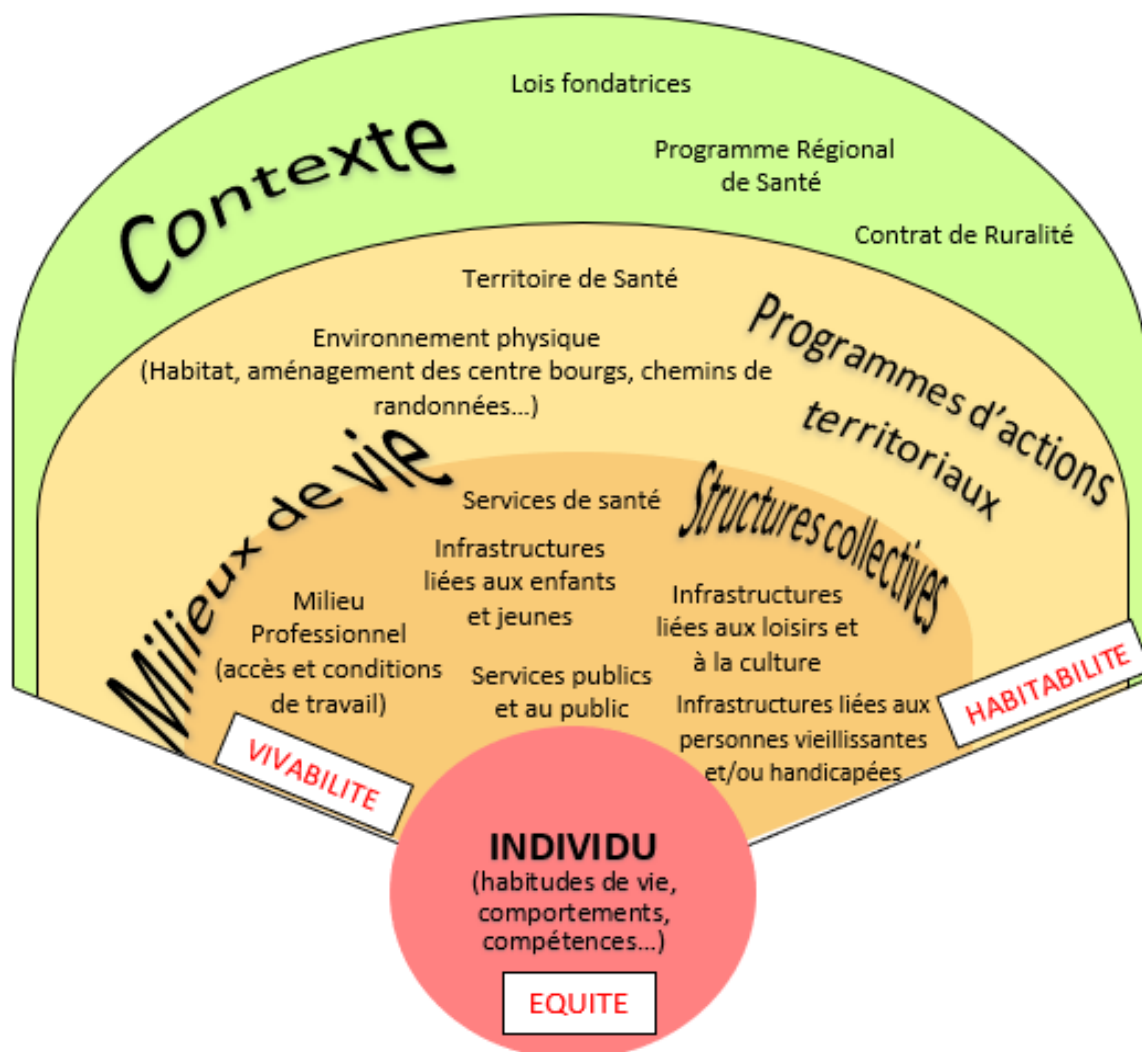 Lois fondatrices
Contexte
Programme Régional
de Santé
Contrat de Ruralité
Territoire de Santé
Programmes d'actions
territoriaux
Environnement physique
(Habitat, aménagement des centre bourgs, chemins de
randonnées...)
Milieux de vie
Structures collectives
Services de santé
Infrastructures
liées aux enfants
et jeunes
Milieu
Professionnel
(accès et conditions
de travail)
Infrastructures
liées aux loisirs et
à la culture
Services publics
et au public
Infrastructures liées aux
personnes vieillissantes
et/ou handicapées
HABITABILITE
VIVABILITE
INDIVIDU
(habitudes de vie,
comportements,
compétences...)
EQUITE